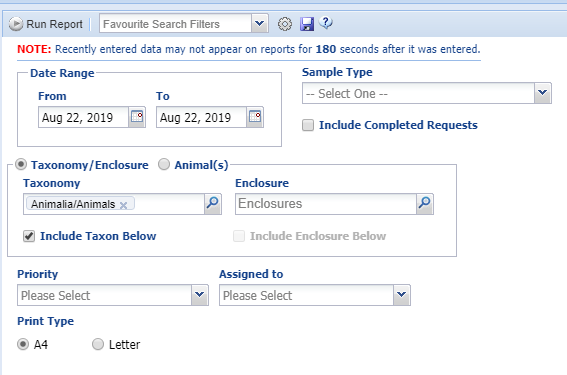 Run Report Favourite Search Filters
NOTE: Recently entered data may not appear on reports for 180 seconds after it was entered.
Date Range
From To
Aug 22, 2019 Aug 22, 2019
Sample Type
-- Select One --
Include Completed Requests
Taxonomy/Enclosure Animal(s)
Taxonomy Enclosure
Animalia/Animals x Enclosures
Include Taxon Below Include Enclosure Below
Priority Assigned to
Please Select Please Select
Print Type
A4 Letter